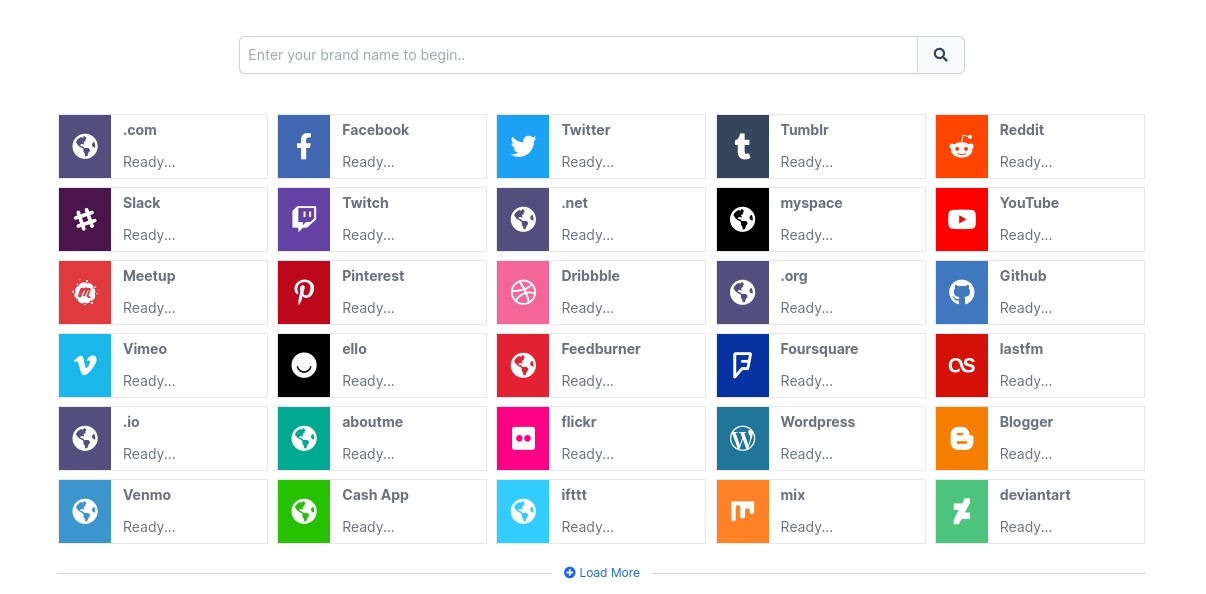 Enter your brand name to begin..
.com
Ready...
Facebook
Ready...
Twitter
Ready...
Tumblr
Ready...
Reddit
Ready...
Slack
Ready...
Twitch
Ready...
.net
Ready...
myspace
Ready...
YouTube
Ready...
Meetup
Ready...
Pinterest
Ready...
Dribbble
Ready...
.org
Ready...
Github
Ready...
Vimeo
Ready...
ello
Ready...
Feedburner
Ready...
Foursquare
Ready...
lastfm
Ready...
.io
Ready...
aboutme
Ready...
flickr
Ready...
Wordpress
Ready...
Blogger
Ready...
Venmo
Ready...
Cash App
Ready...
ifttt
Ready...
mix
Ready...
deviantart
Ready...
Load More